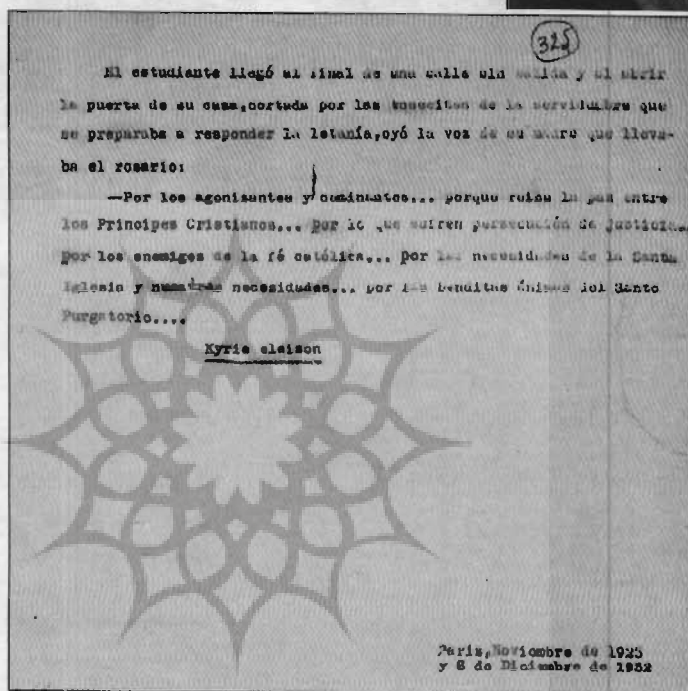 325
El estudiante llegó al final de una calle sin salida y al abrir
la puerta de su casa,cortada por las tosecitas de la servidumbre que
se preparaba a responder la letanía,oyó la voz de su madre que lleva-
ba el rosario:
—Por los agonizantes y caminantes... porque reine la paz entre
los Príncipes Cristianos... por lo que sufren persecución de justicia...
por los enemigos de la fé católica... por las necesidades de la Santa
Iglesia y nuestras necesidades... por las benditas ánimas del Santo
Purgatorio....
Kyrie eleison
Paris,Noviembre de 1925
y 8 de Diciembre de 1932